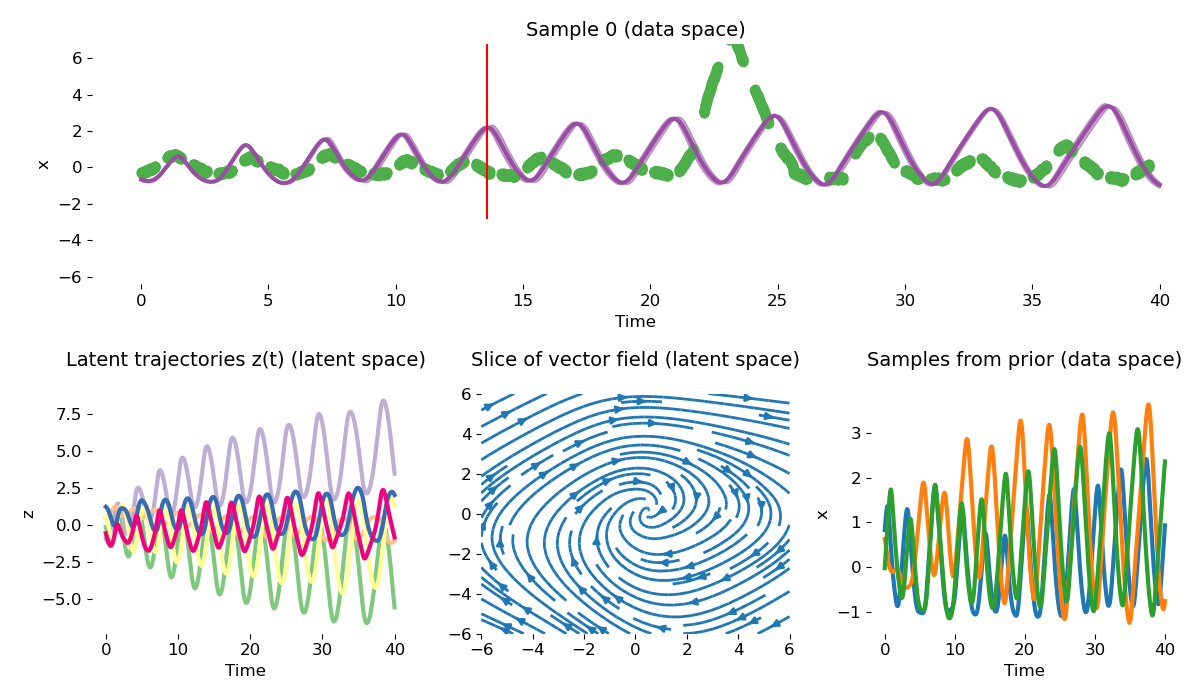 Sample 0 (data space)
6
4
2
0
−2
−4
−6
x
0 5 10 15 20 25 30 35 40
Time
Latent trajectories z(t) (latent space)
7.5
5.0
2.5
0.0
−2.5
−5.0
z
0 10 20 30 40
Time
Slice of vector field (latent space)
6
4
2
0
−2
−4
−6
−6 −4 −2 0 2 4 6
Samples from prior (data space)
3
2
1
0
−1
x
0 10 20 30 40
Time